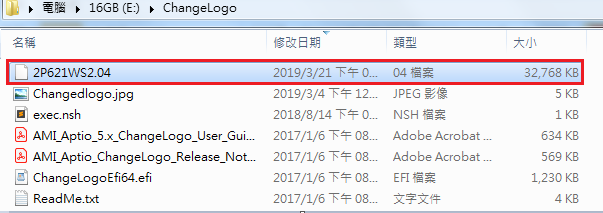 電腦 ▸ 16GB (E:) ▸ ChangeLogo
名稱 修改日期 類型 大小
2P621WS2.04 2019/3/21 下午 0... 04 檔案 32,768 KB
Changedlogo.jpg 2019/3/4 下午 12... JPEG 影像 5 KB
exec.nsh 2018/8/14 下午 0... NSH 檔案 1 KB
AMI_Aptio_5.x_ChangeLogo_User_Gui... 2017/1/6 下午 08... Adobe Acrobat ... 634 KB
AMI_Aptio_ChangeLogo_Release_Not... 2017/1/6 下午 08... Adobe Acrobat ... 569 KB
ChangeLogoEfi64.efi 2017/1/6 下午 08... EFI 檔案 1,230 KB
ReadMe.txt 2017/1/6 下午 08... 文字文件 4 KB